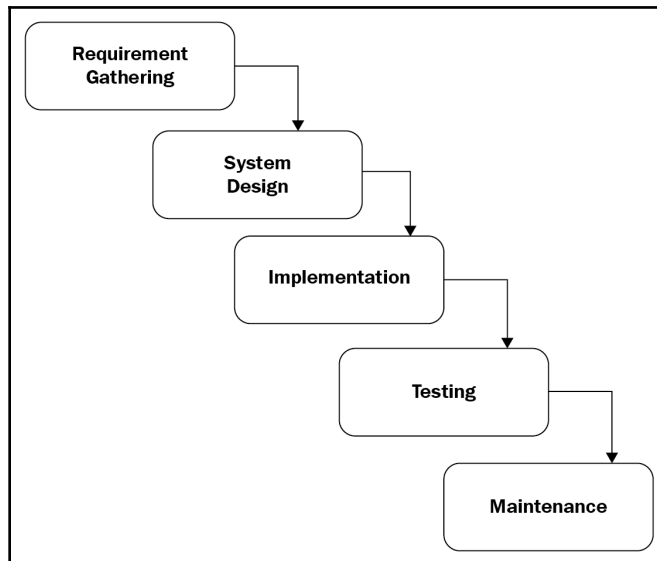 Requirement
Gathering
System
Design
Implementation
Testing
Maintenance